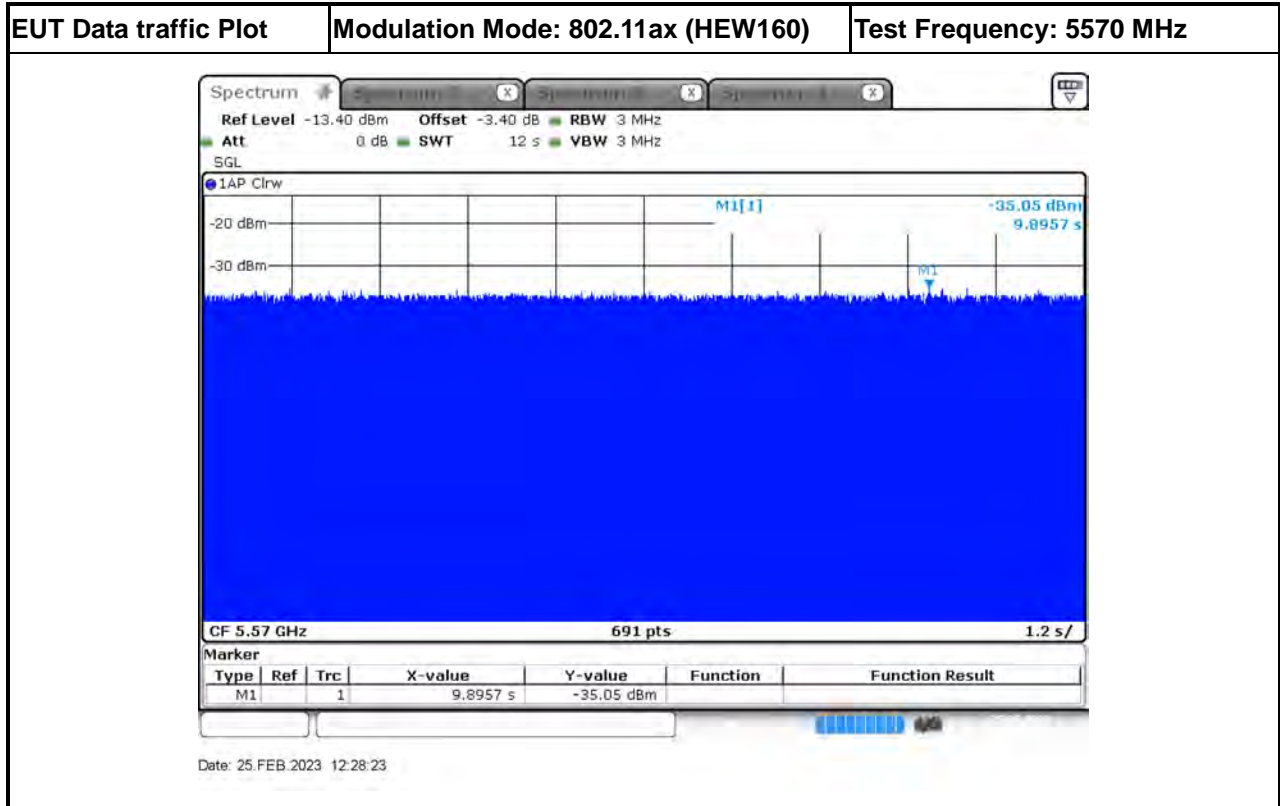 EUT Data traffic Plot Modulation Mode: 802.11ax (HEW160) Test Frequency: 5570 MHz
Spectrum X X X
Ref Level -13.40 dBm Offset -3.40 dB RBW 3 MHz
Att 0 dB SWT 12 s VBW 3 MHz
SGL
1AP Clrw
M1[1] -35.05 dBm
-20 dBm 9.8957 s
-30 dBm
M1
CF 5.57 GHz 691 pts 1.2 s/
Marker
Type Ref Trc X-value Y-value Function Function Result
M1 1 9.8957 s -35.05 dBm
Date: 25.FEB.2023 12:28:23